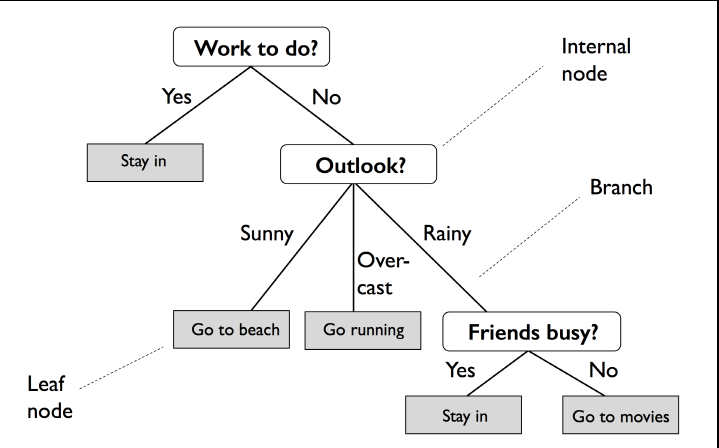 Work to do?
Internal
node
Yes
No
Stay in
Outlook?
Branch
Sunny
Rainy
Over-
cast
Go to beach
Go running
Friends busy?
Yes
No
Leaf
node
Stay in
Go to movies